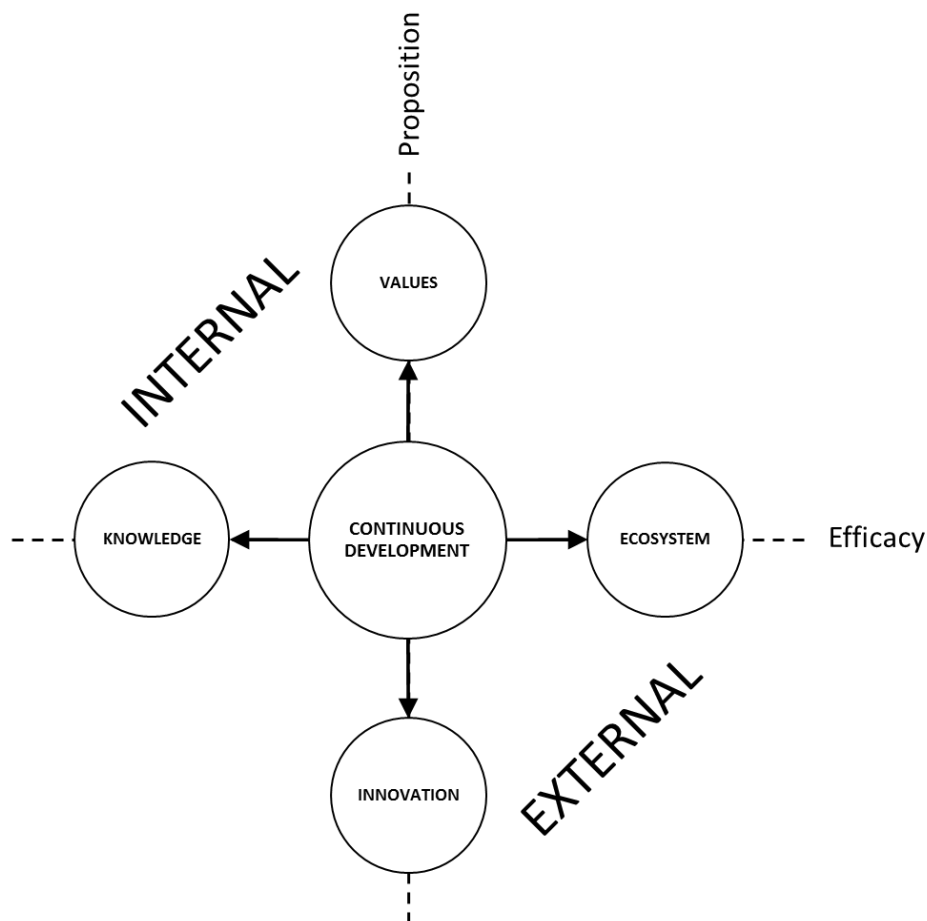 Proposition
VALUES
INTERNAL
KNOWLEDGE
CONTINUOUS
DEVELOPMENT
ECOSYSTEM
Efficacy
INNOVATION
EXTERNAL